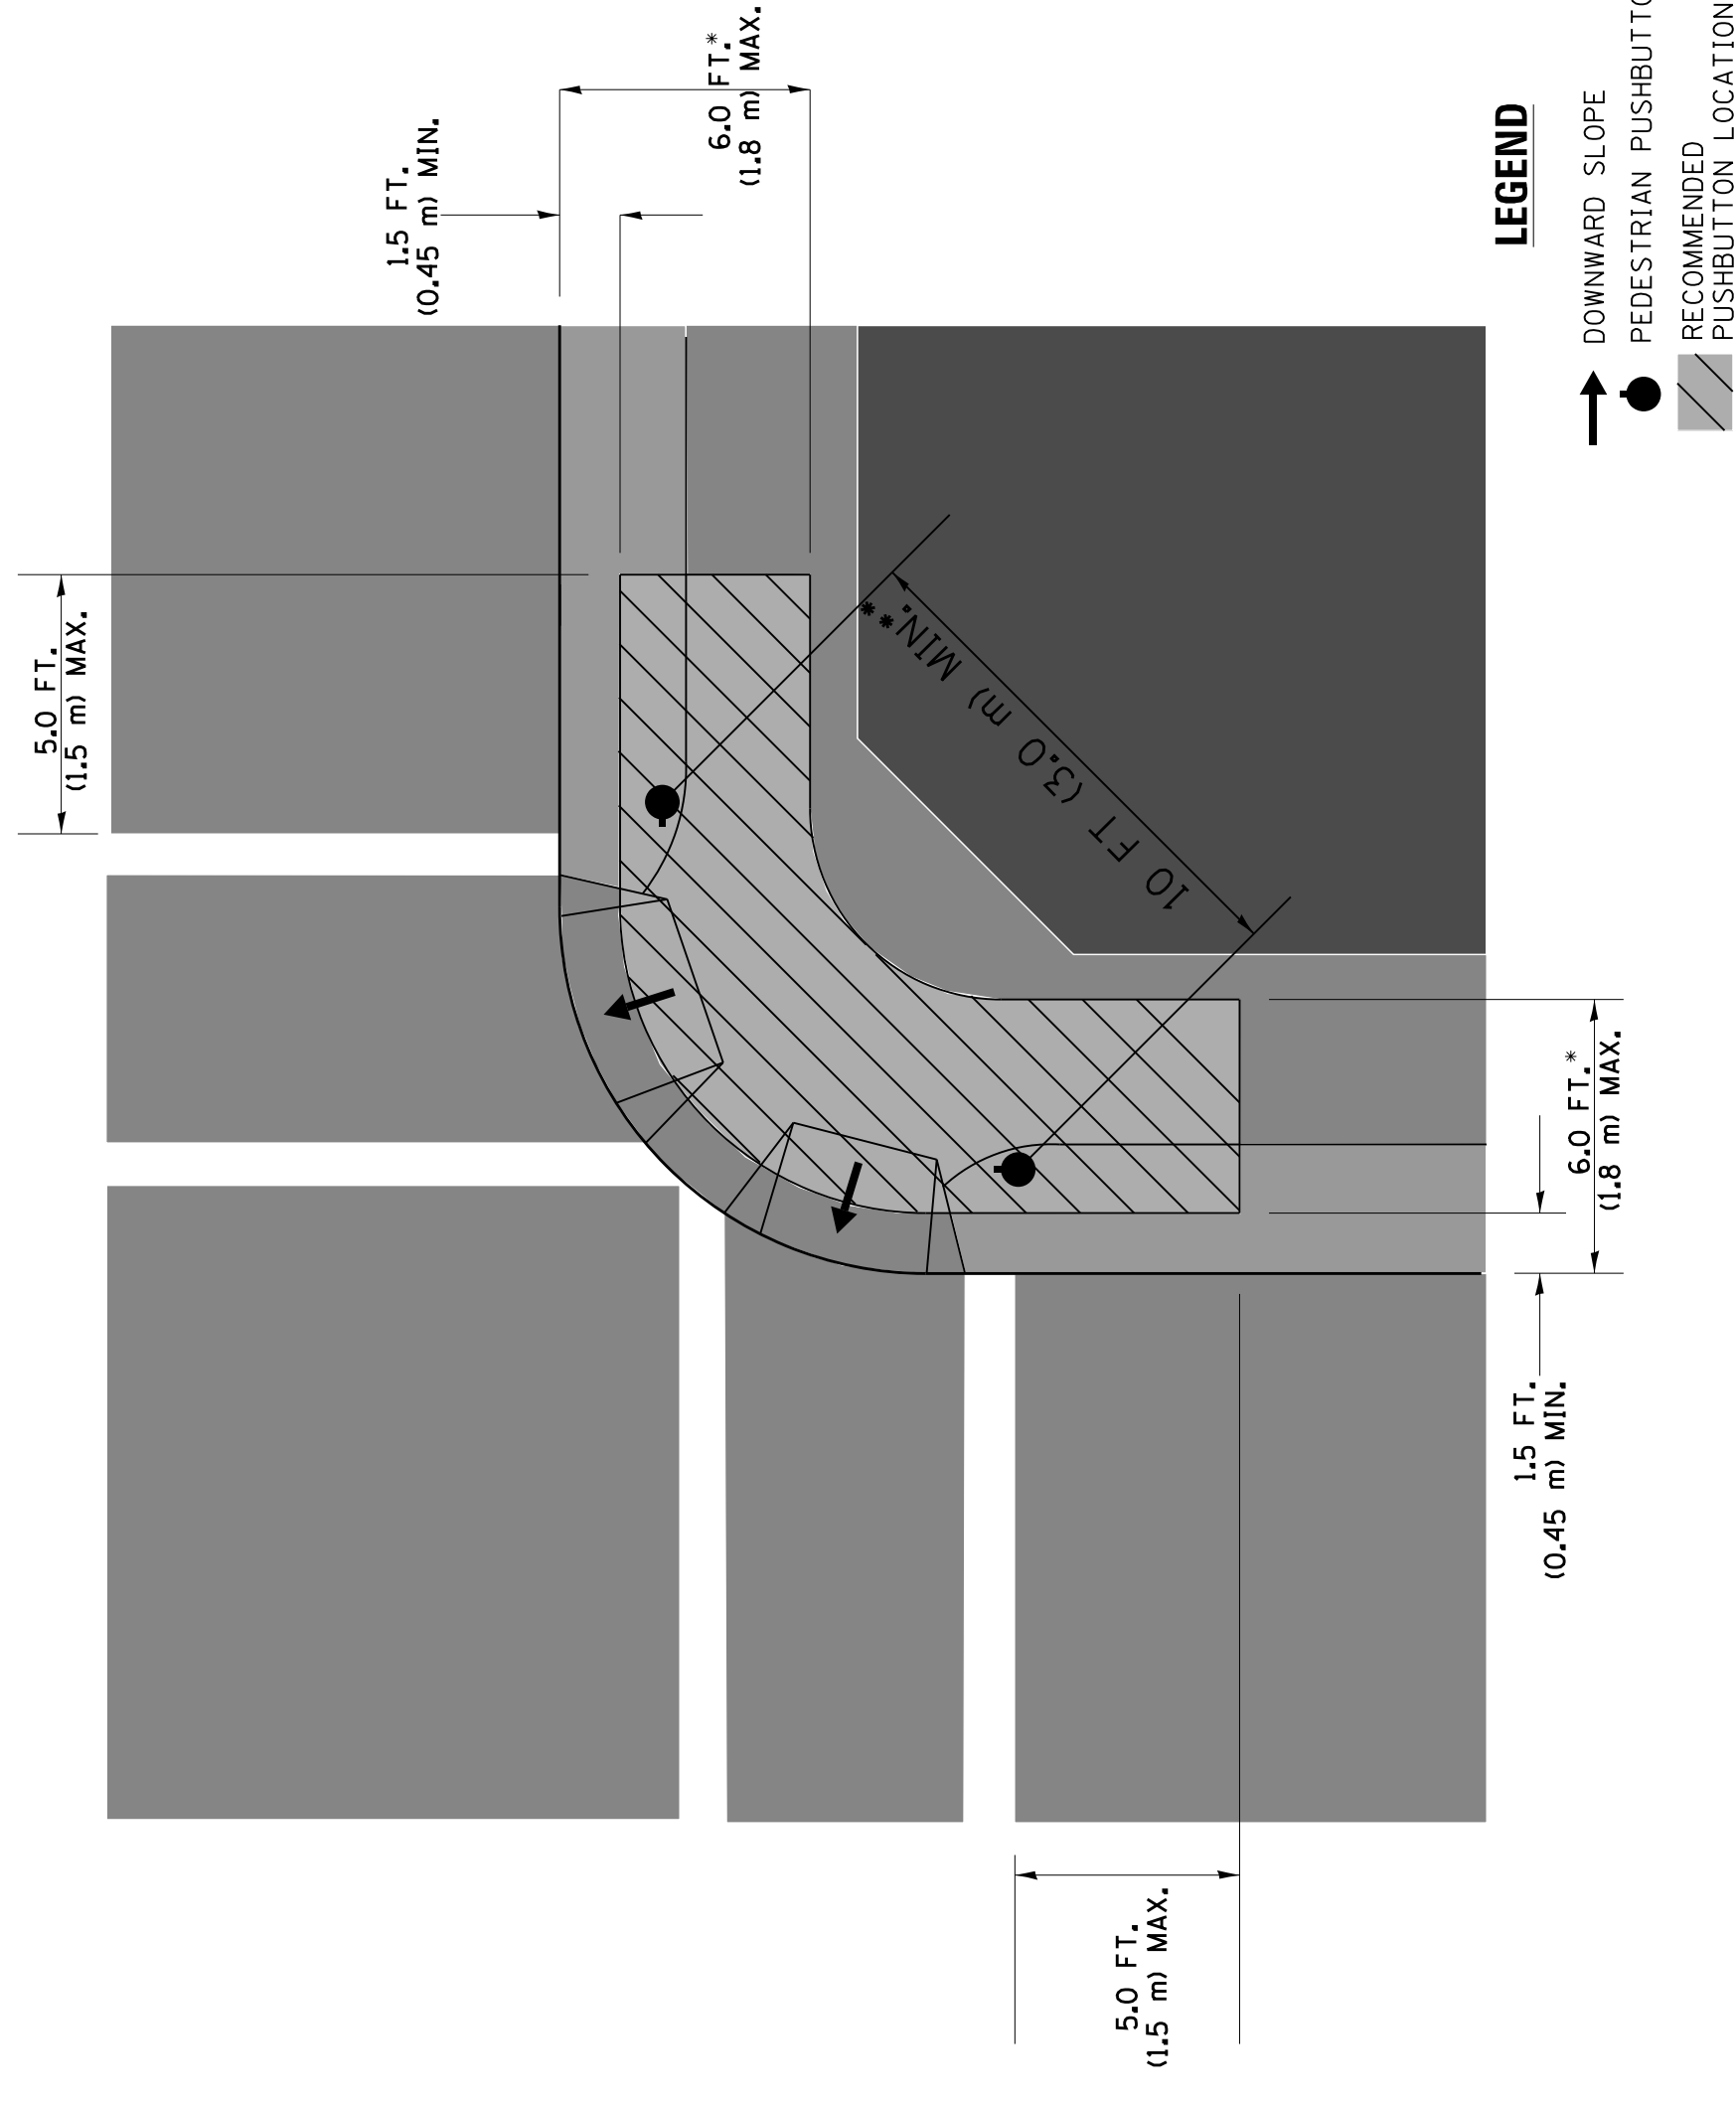 5.0 FT.
(1.5 m) MAX.
1.5 FT.
(0.45 m) MIN.
6.0 FT.*
(1.8 m) MAX.
10 FT (3.0 m) MIN.**
LEGEND
DOWNWARD SLOPE
PEDESTRIAN PUSHBUTTO
RECOMMENDED
PUSHBUTTON LOCATION
6.0 FT.*
(1.8 m) MAX.
1.5 FT.
(0.45 m) MIN.
5.0 FT.
(1.5 m) MAX.